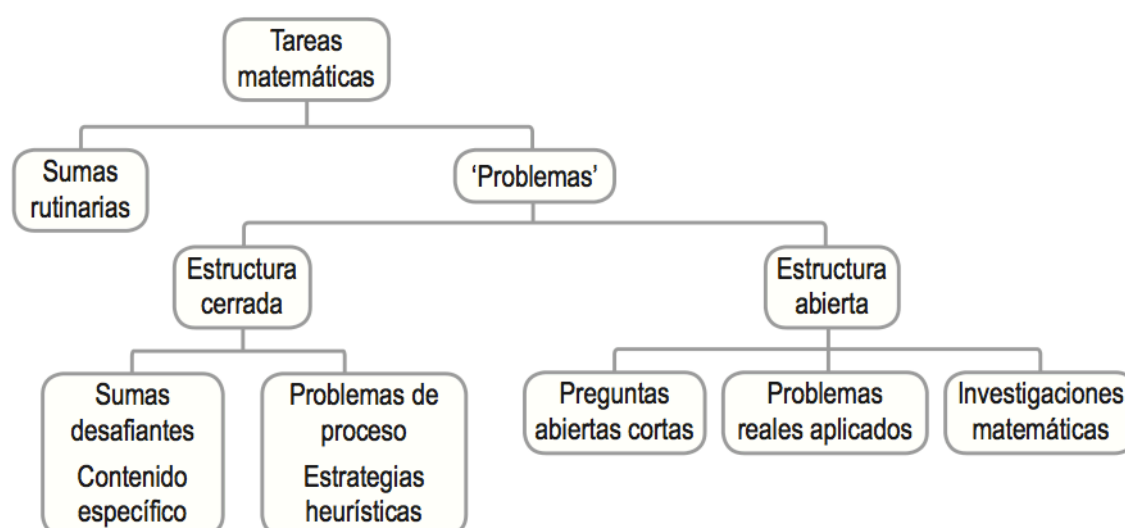 Tareas
matemáticas
Sumas
rutinarias
‘Problemas’
Estructura
cerrada
Estructura
abierta
Sumas
desafiantes
Contenido
específico
Problemas de
proceso
Estrategias
heurísticas
Preguntas
abiertas cortas
Problemas
reales aplicados
Investigaciones
matemáticas